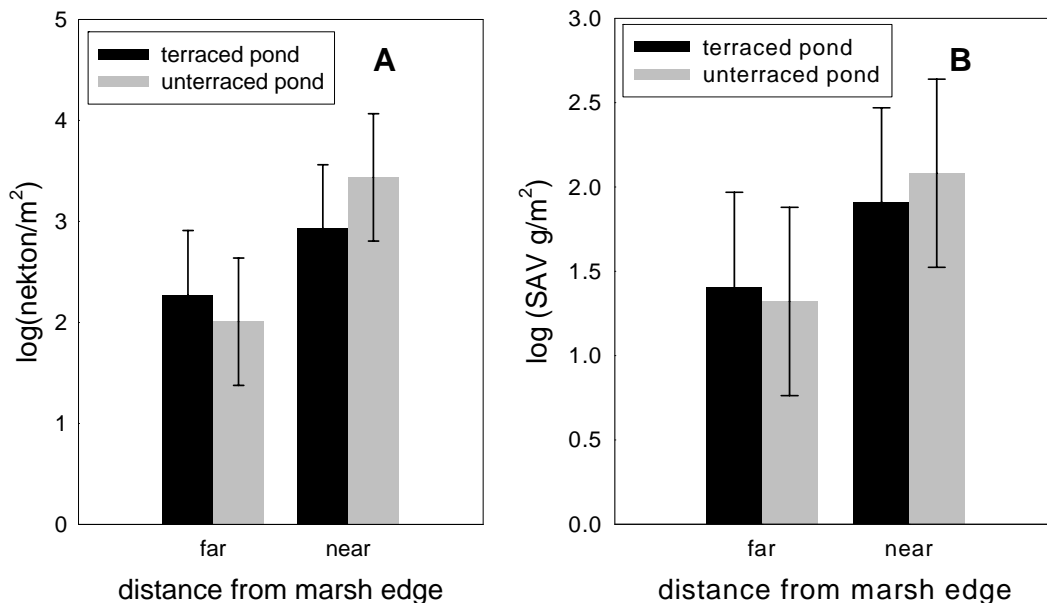 5
4
3
2
1
0
log(nekton/m²)
terraced pond
unterraced pond
A
far near
distance from marsh edge
3.0
2.5
2.0
1.5
1.0
0.5
0.0
log (SAV g/m²)
terraced pond
unterraced pond
B
far near
distance from marsh edge